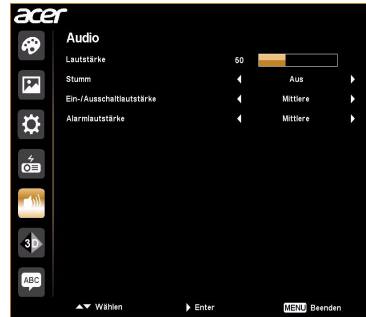 acer
Audio
Lautstärke 50
Stumm Aus
Ein-/Ausschaltlautstärke Mittlere
Alarmlautstärke Mittlere
3D
ABC
Wählen Enter MENU Beenden